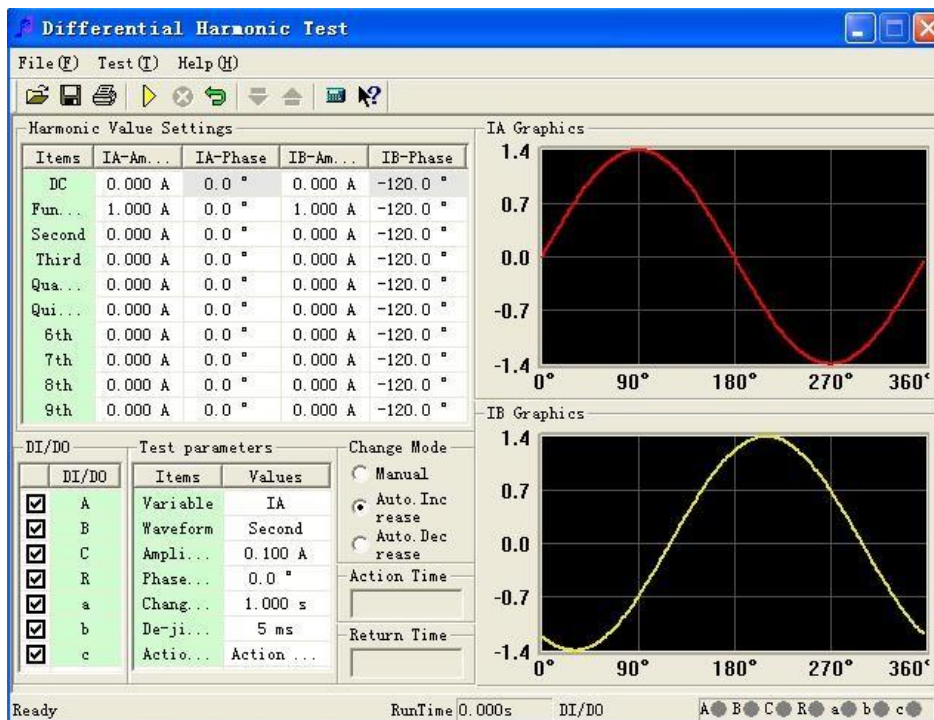 Differential Harmonic Test
File(F) Test(T) Help(H)
Harmonic Value Settings
Items IA-Am... IA-Phase IB-Am... IB-Phase
DC 0.000 A 0.0 ° 0.000 A -120.0 °
Fun... 1.000 A 0.0 ° 1.000 A -120.0 °
Second 0.000 A 0.0 ° 0.000 A -120.0 °
Third 0.000 A 0.0 ° 0.000 A -120.0 °
Qua... 0.000 A 0.0 ° 0.000 A -120.0 °
Qui... 0.000 A 0.0 ° 0.000 A -120.0 °
6th 0.000 A 0.0 ° 0.000 A -120.0 °
7th 0.000 A 0.0 ° 0.000 A -120.0 °
8th 0.000 A 0.0 ° 0.000 A -120.0 °
9th 0.000 A 0.0 ° 0.000 A -120.0 °
IA Graphics
1.4
0.7
0.0
-0.7
-1.4
0° 90° 180° 270° 360°
IB Graphics
1.4
0.7
0.0
-0.7
-1.4
0° 90° 180° 270° 360°
DI/DO
DI/DO
A
B
C
R
a
b
c
Test parameters
Items Values
Variable IA
Waveform Second
Ampli... 0.100 A
Phase... 0.0 °
Chang... 1.000 s
De-ji... 5 ms
Actio... Action ...
Change Mode
Manual
Auto.Inc
rease
Auto.Dec
rease
Action Time
Return Time
Ready RunTime 0.000s DI/DO A B C R a b c